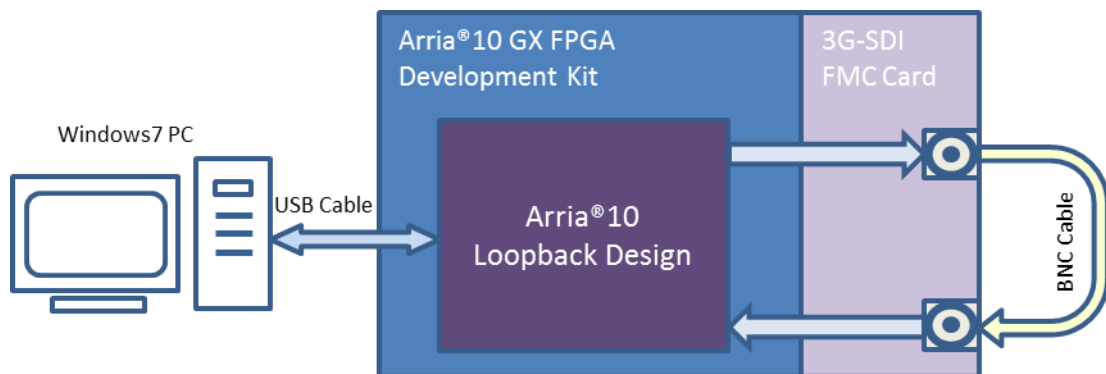 Arria®10 GX FPGA
Development Kit
3G-SDI
FMC Card
Windows7 PC
USB Cable
Arria®10
Loopback Design
BNC Cable